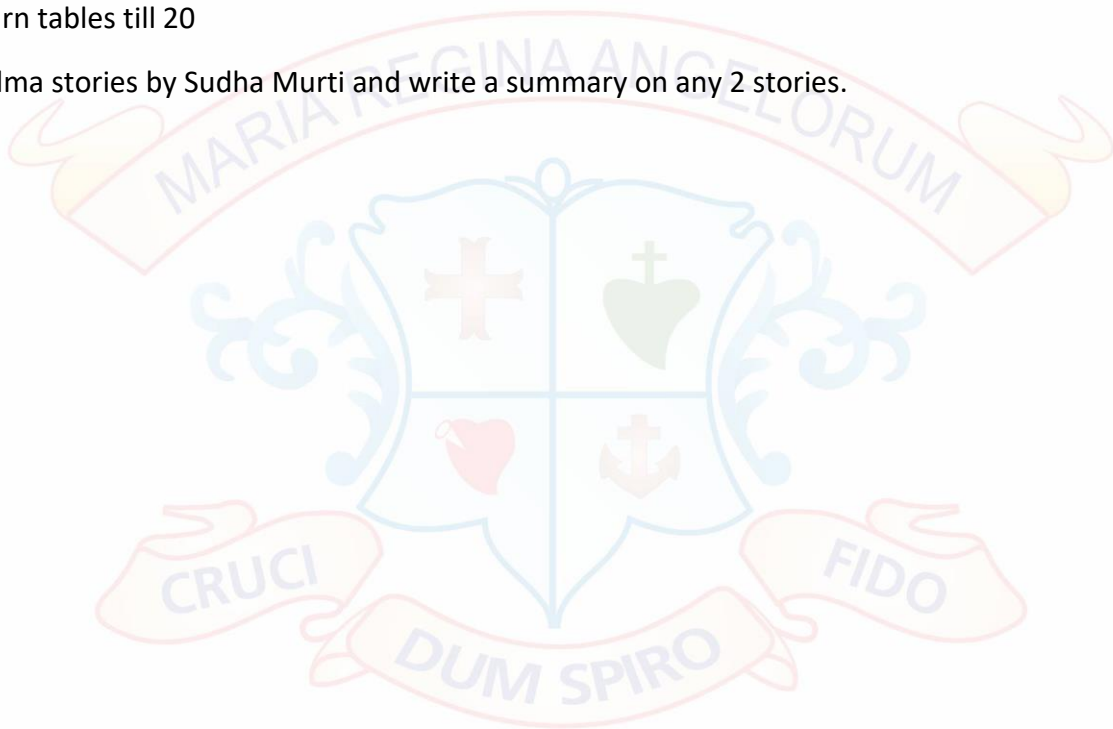 rn tables till 20
lma stories by Sudha Murti and write a summary on any 2 stories.
MARIA REGINA ANGELORUM
CRUCI
FIDO
DUM SPIRO